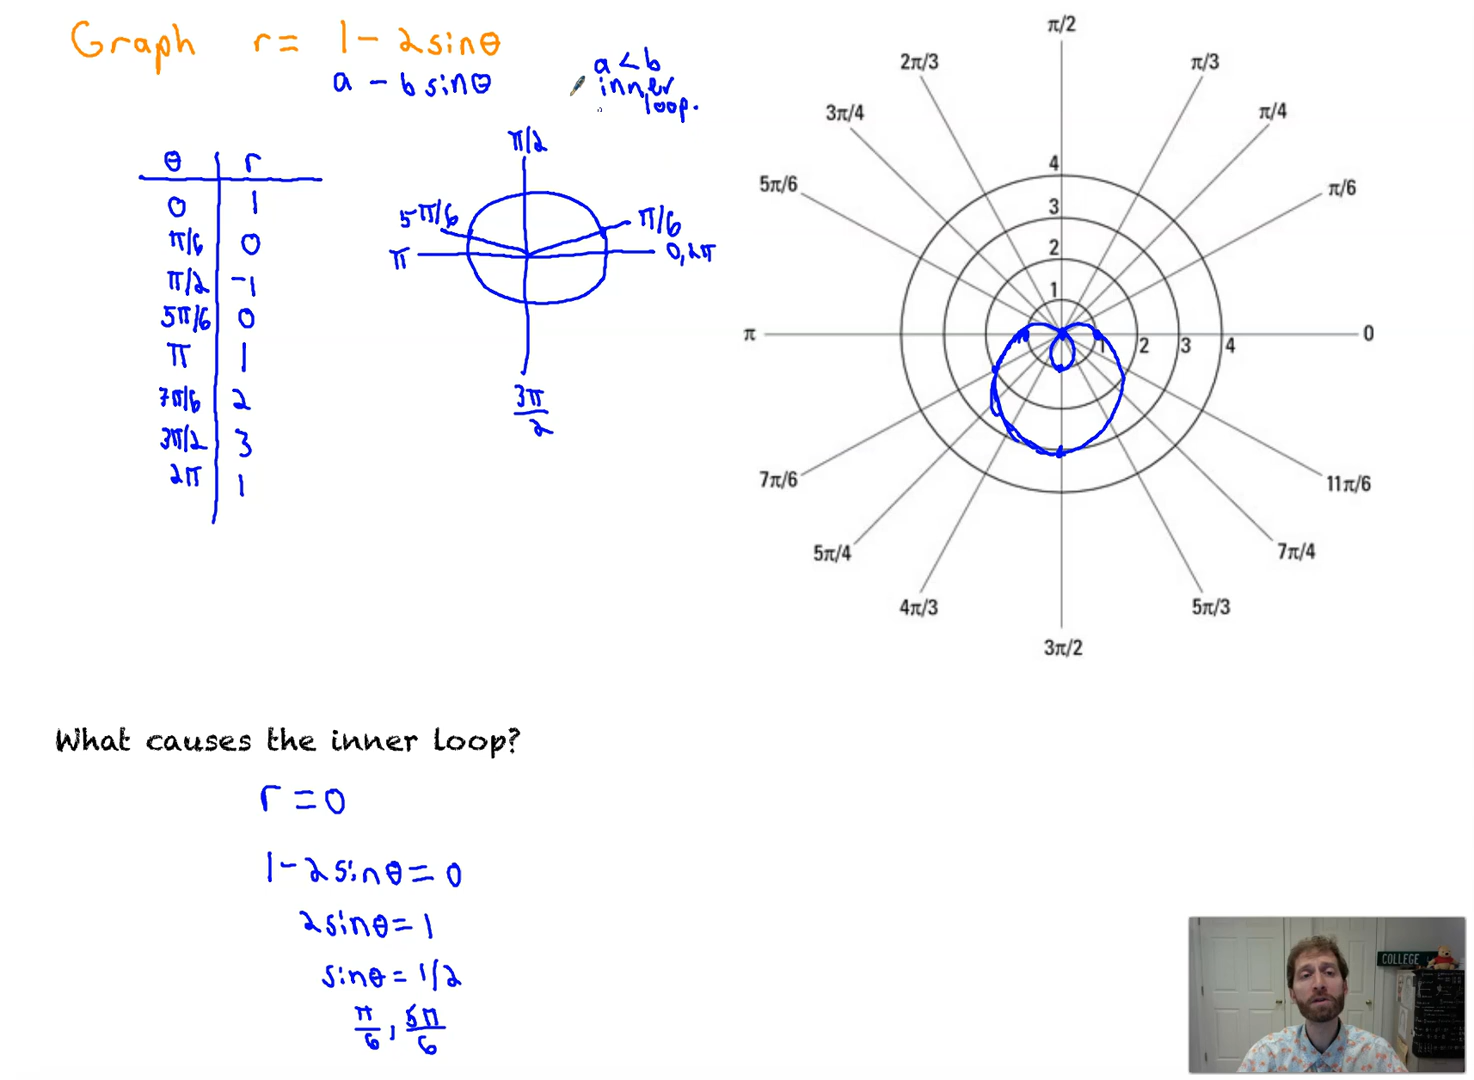 Graph r = 1 - 2sinθ
a - b sinθ
a < b
inner
loop.
θ r
0 1
π/6 0
π/2 -1
5π/6 0
π 1
7π/6 2
3π/2 3
2π 1
π/2
5π/6 π/6
π 0, 2π
3π/2
π/2
2π/3 π/3
3π/4 π/4
5π/6 π/6
4
3
2
1
π 1 2 3 4 0
7π/6 11π/6
5π/4 7π/4
4π/3 5π/3
3π/2
What causes the inner loop?
r = 0
1 - 2sinθ = 0
2sinθ = 1
sinθ = 1/2
π/6, 5π/6
COLLEGE